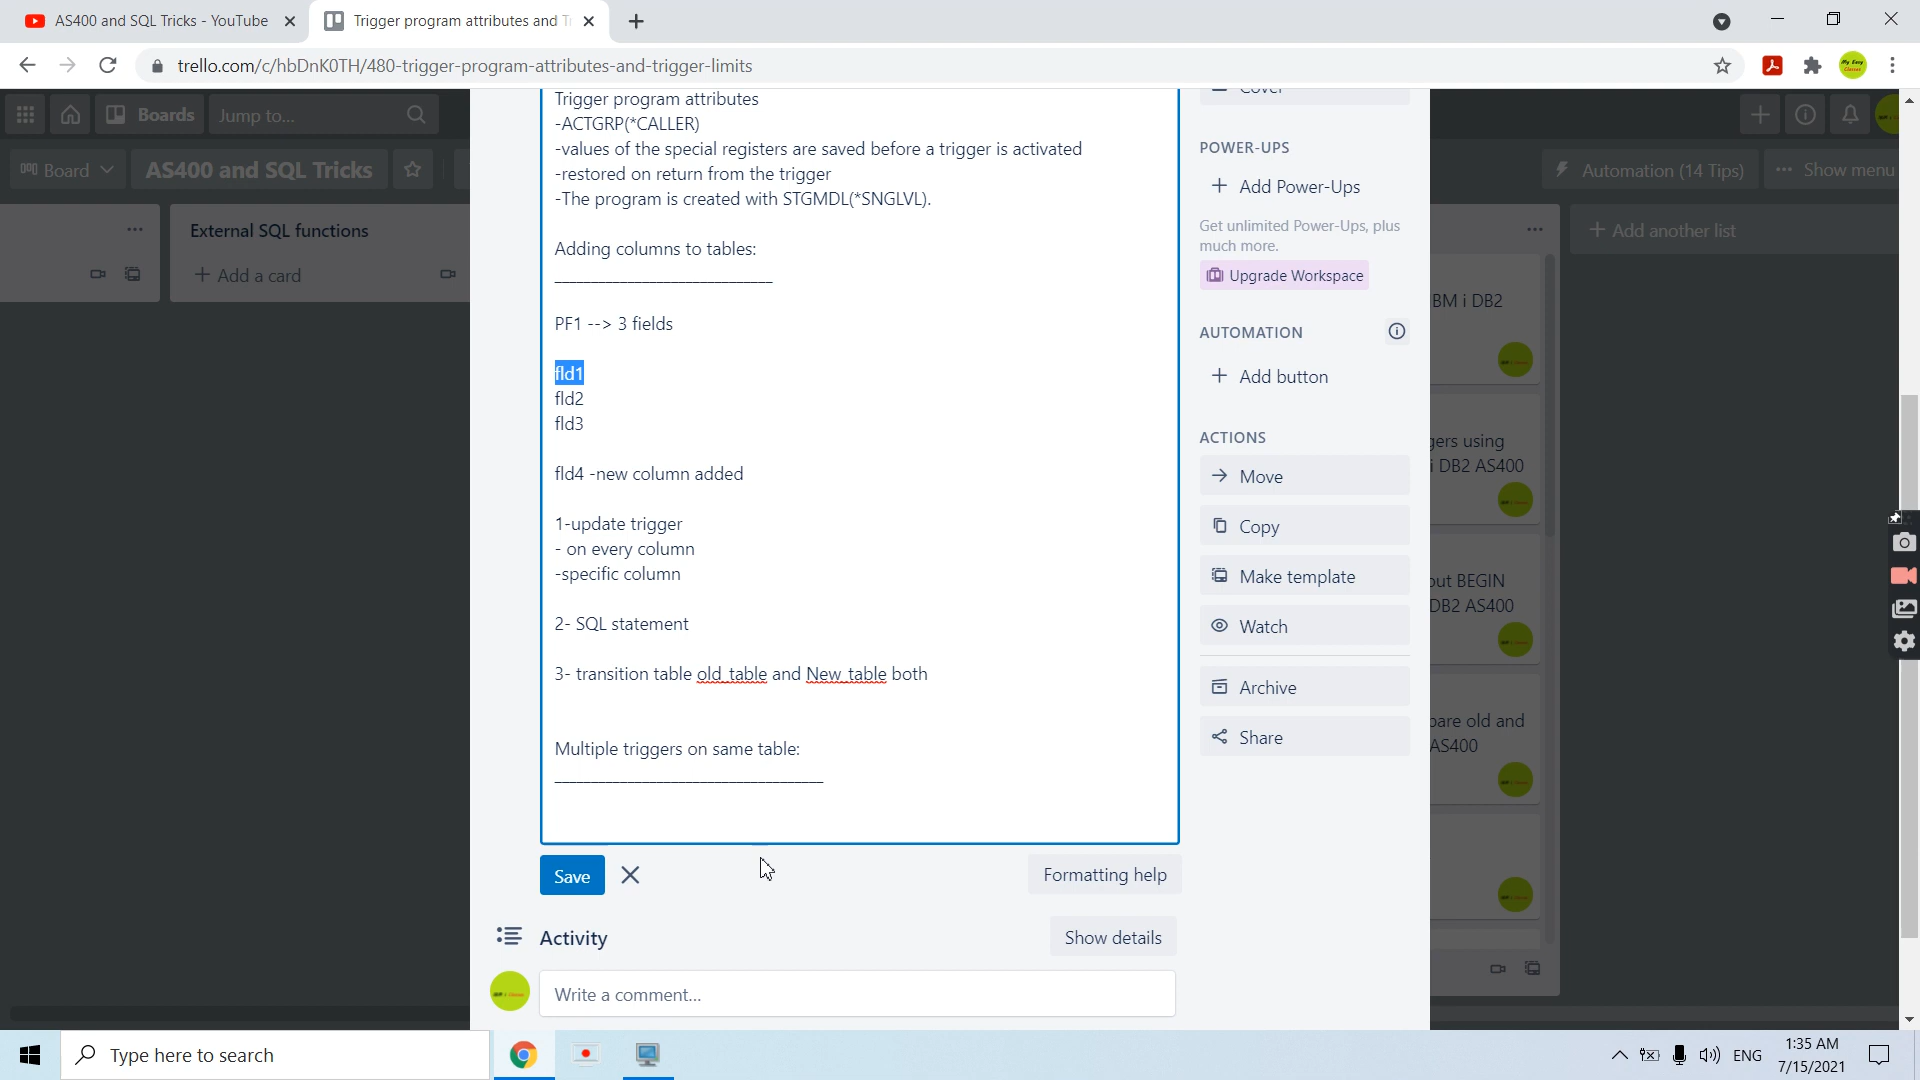 AS400 and SQL Tricks - YouTube
Trigger program attributes and T
trello.com/c/hbDnK0TH/480-trigger-program-attributes-and-trigger-limits
Boards
Jump to...
Board
AS400 and SQL Tricks
Automation (14 Tips)
Show menu
External SQL functions
Add a card
Add another list
Trigger program attributes
-ACTGRP(*CALLER)
-values of the special registers are saved before a trigger is activated
-restored on return from the trigger
-The program is created with STGMDL(*SNGLVL).
Adding columns to tables:
PF1 --> 3 fields
fld1
fld2
fld3
fld4 -new column added
1-update trigger
- on every column
-specific column
2- SQL statement
3- transition table old_table and New_table both
Multiple triggers on same table:
Save
Formatting help
Activity
Show details
Write a comment...
Cover
POWER-UPS
Add Power-Ups
Get unlimited Power-Ups, plus
much more.
Upgrade Workspace
AUTOMATION
Add button
ACTIONS
Move
Copy
Make template
Watch
Archive
Share
BM i DB2
gers using
i DB2 AS400
out BEGIN
DB2 AS400
pare old and
AS400
Type here to search
ENG
1:35 AM
7/15/2021